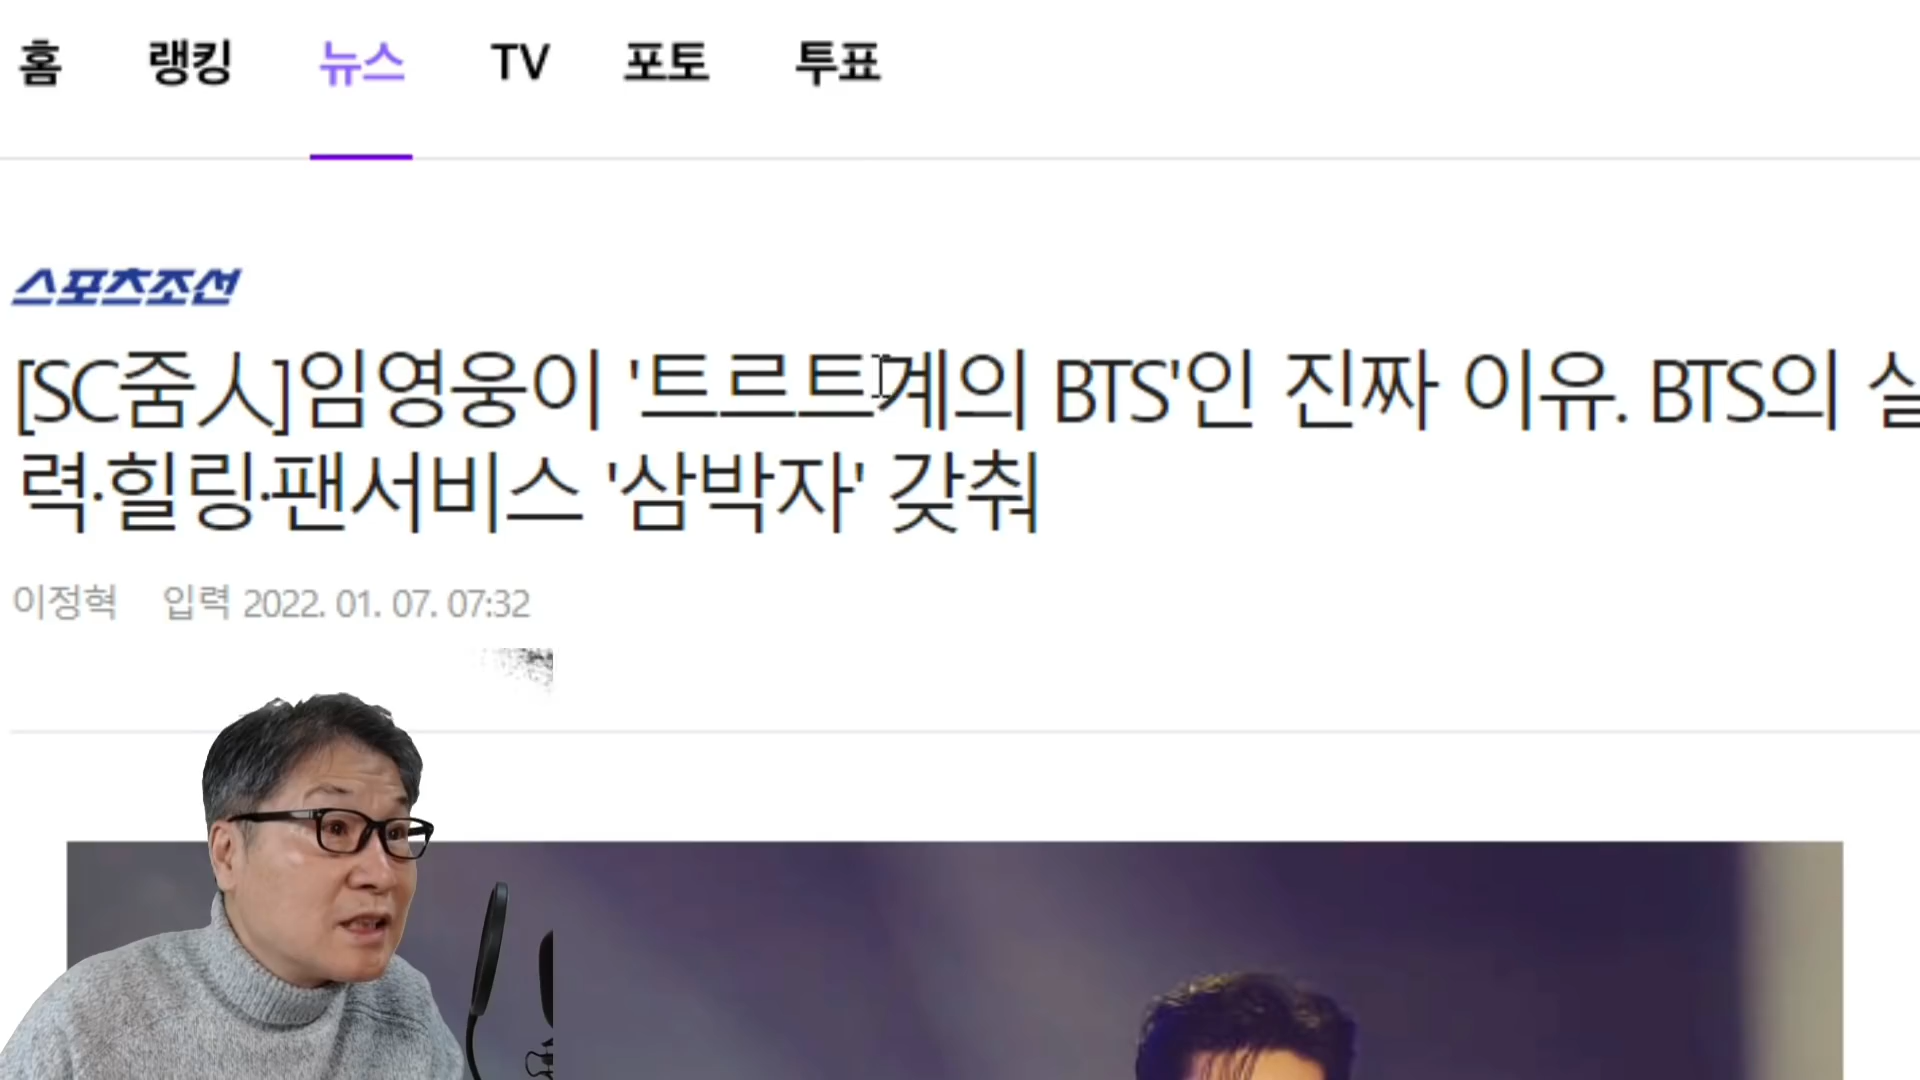 홈 랭킹 뉴스 TV 포토 투표
스포츠조선
[SC줌人]임영웅이 '트르트계의 BTS'인 진짜 이유. BTS의 실
력·힐링·팬서비스 '삼박자' 갖춰
이정혁 입력 2022. 01. 07. 07:32